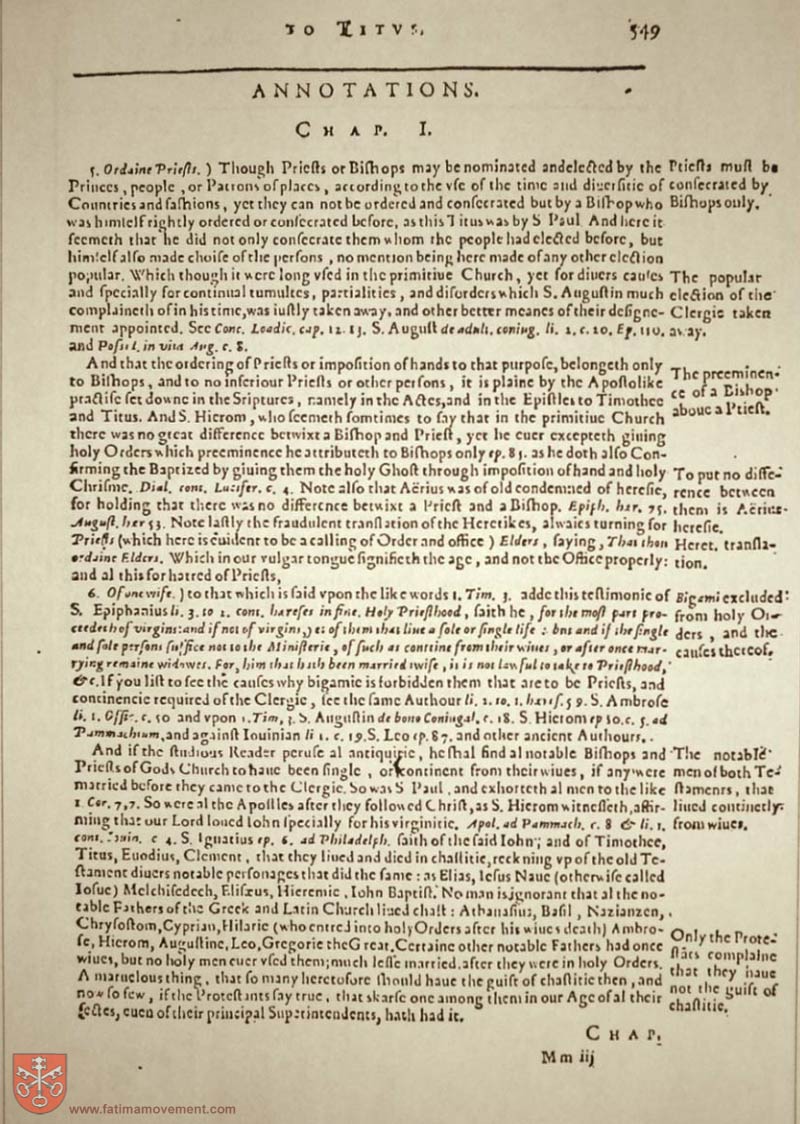 TO TITVS.
549
ANNOTATIONS.
CHAP. I.
5. Ordaine Priests. ) Though Priests or Bishops may be nominated and elected by the
Princes, people, or Patrons of places, according to the vse of the time and diuersitie of
Countries and fashions, yet they can not be ordered and consecrated but by a Bishop who
was himself rightly ordered or consecrated before, as this Titus was by S Paul And here it
seemeth that he did not only consecrate them whom the people had elected before, but
himself also made choise of the persons, no mention being here made of any other election
popular. Which though it were long vsed in the primitiue Church, yet for diuers causes
and specially for continual tumultes, partialities, and disorders which S. Augustin much
complaineth of in his time, was iustly taken away, and other better meanes of their designe-
ment appointed. See Conc. Laodic. cap. 12. 13. S. August de adult. coniug. li. 2. c. 20. Ep. 110.
and Possid. in vita Aug. c. 8.
Priests must be
consecrated by
Bishops only.
The popular
election of the
Clergie taken
away.
And that the ordering of Priests or imposition of hands to that purpose, belongeth only
to Bishops, and to no inferiour Priests or other persons, it is plaine by the Apostolike
practise set downe in the Sriptures, namely in the Actes, and in the Epistles to Timothee
and Titus. And S. Hierom, who seemeth somtimes to say that in the primitiue Church
there was no great difference betwixt a Bishop and Priest, yet he euer excepteth giuing
holy Orders which preeminence he attributeth to Bishops only ep. 85. as he doth also Con-
firming the Baptized by giuing them the holy Ghost through imposition of hand and holy
Chrisme. Dial. cont. Lucifer. c. 4. Note also that Aërius was of old condemned of heresie,
for holding that there was no difference betwixt a Priest and a Bishop. Epiph. hær. 75.
August. her 53. Note lastly the fraudulent translation of the Heretikes, alwaies turning for
Priests (which here is euident to be a calling of Order and office) Elders, saying, That thou
ordaine Elders. Which in our vulgar tongue signifieth the age, and not the Office properly:
and al this for hatred of Priests,
The preeminen-
ce of a Bishop
aboue a Priest.
To put no diffe-
rence between
them is Aërius
heresie.
Heret. transla-
tion.
6. Of one wife. ) to that which is said vpon the like words 1. Tim. 3. adde this testimonie of
S. Epiphanius li. 3. to 1. cont. hæreses in fine. Holy Priesthood, saith he, for the most part pro-
ceedeth of virgins: and if not of virgins, yet of them that liue a sole or single life : but and if the single
and sole persons suffice not to the Ministerie, of such as conteine from their wiues, or after once mar-
rying remaine widowes. For, him that hath been married twise, it is not lawful to take to Priesthood,
&c. If you list to see the causes why bigamie is forbidden them that are to be Priests, and
continencie required of the Clergie, see the same Authour li. 2. to. 1. hæres. 59. S. Ambrose
li. 1. Offic. c. 50 and vpon 1. Tim, 3. S. Augustin de bono Coniugal. c. 18. S. Hierom ep 50. c. 5. ad
Pammachium, and against Iouinian li 1. c. 19. S. Leo ep. 87. and other ancient Authours.
Bigami excluded
from holy Or-
ders , and the
causes thereof.
And if the studious Reader peruse al antiquitie, he shal find al notable Bishops and
Priests of Gods Church to haue been single , or continent from their wiues, if any were
married before they came to the Clergie. So was S Paul, and exhorteth al men to the like
1 Cor. 7,7. So were al the Apostles after they followed Christ, as S. Hierom witnesseth, affir-
ming that our Lord loued Iohn specially for his virginitie. Apol. ad Pammach. c. 8 & li. 1.
cont. Iouin. c 4. S. Ignatius ep. 6. ad Philadelph. saith of the said Iohn, and of Timothee,
Titus, Euodius, Clement, that they liued and died in chastitie, reckning vp of the old Te-
stament diuers notable personages that did the same : as Elias, Iesus Naue (otherwise called
Iosue) Melchisedech, Elisæus, Hieremie, Iohn Baptist. No man is ignorant that al the no-
table Fathers of the Greek and Latin Church liued chast : Athanasius, Basil, Nazianzen,
Chrysostom, Cyprian, Hilarie (who entred into holy Orders after his wiues death) Ambro-
se, Hierom, Augustine, Leo, Gregorie the Great. Certaine other notable Fathers had once
wiues, but no holy men euer vsed them; much lesse married, after they were in holy Orders.
A maruelous thing, that so many heretofore should haue the guift of chastitie then, and
now so few, if the Protestants say true, that skarse one among them in our Age of al their
sectes, euen of their principal Superintendents, hath had it.
The notable
men of both Te-
staments, that
liued continetly
from wiues.
Only the Prote-
stãts complaine
that they haue
not the guift of
chastitie.
CHAP.
Mm iij
www.fatimamovement.com